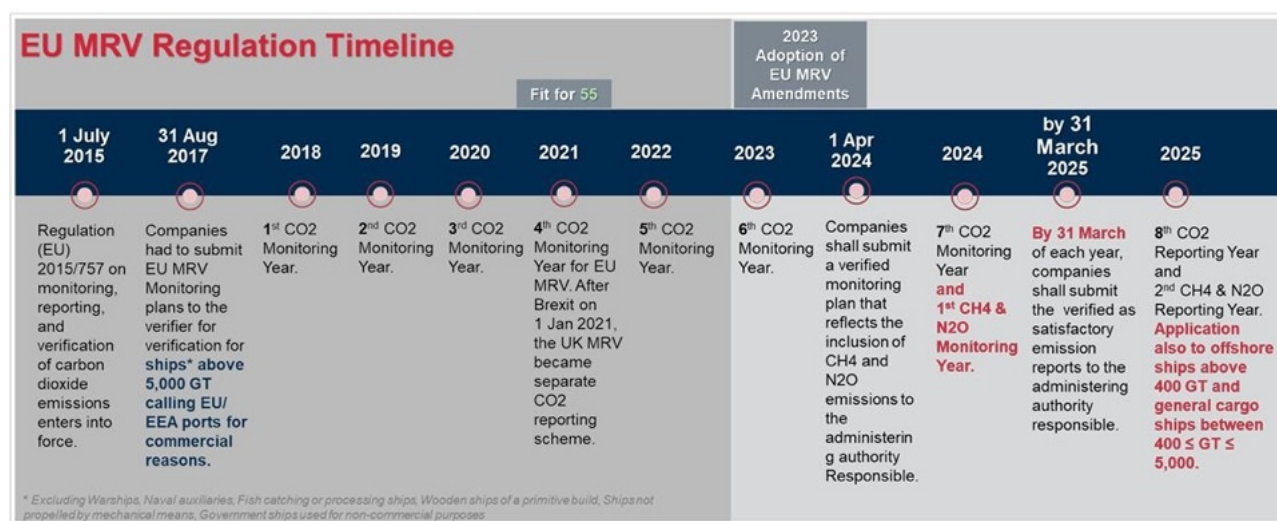 EU MRV Regulation Timeline
Fit for 55
2023
Adoption of
EU MRV
Amendments
1 July
2015
Regulation
(EU)
2015/757 on
monitoring,
reporting,
and
verification
of carbon
dioxide
emissions
enters into
force.
31 Aug
2017
Companies
had to submit
EU MRV
Monitoring
plans to the
verifier for
verification for
ships* above
5,000 GT
calling EU/
EEA ports for
commercial
reasons.
2018
1st CO2
Monitoring
Year.
2019
2nd CO2
Monitoring
Year.
2020
3rd CO2
Monitoring
Year.
2021
4th CO2
Monitoring
Year for EU
MRV. After
Brexit on
1 Jan 2021,
the UK MRV
became
separate
CO2
reporting
scheme.
2022
5th CO2
Monitoring
Year.
2023
6th CO2
Monitoring
Year.
1 Apr
2024
Companies
shall submit
a verified
monitoring
plan that
reflects the
inclusion of
CH4 and
N2O
emissions to
the
administerin
g authority
Responsible.
2024
7th CO2
Monitoring
Year
and
1st CH4 &
N2O
Monitoring
Year.
by 31
March
2025
By 31 March
of each year,
companies
shall submit
the verified as
satisfactory
emission
reports to the
administering
authority
responsible.
2025
8th CO2
Reporting Year
and
2nd CH4 & N2O
Reporting Year.
Application
also to offshore
ships above
400 GT and
general cargo
ships between
400 ≤ GT ≤
5,000.
* Excluding Warships, Naval auxiliaries, Fish catching or processing ships, Wooden ships of a primitive build, Ships not
propelled by mechanical means, Government ships used for non-commercial purposes